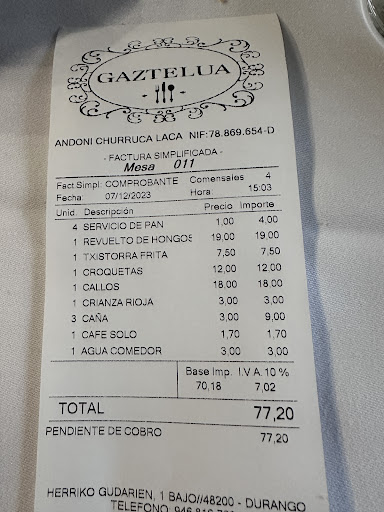 GAZTELUA
ANDONI CHURRUCA LACA NIF:78.869.654-D
- FACTURA SIMPLIFICADA -
Mesa 011
Fact.Simpl: COMPROBANTE Comensales 4
Fecha: 07/12/2023 Hora: 15:03
Unid. Descripción Precio Importe
4 SERVICIO DE PAN 1,00 4,00
1 REVUELTO DE HONGOS 19,00 19,00
1 TXISTORRA FRITA 7,50 7,50
1 CROQUETAS 12,00 12,00
1 CALLOS 18,00 18,00
1 CRIANZA RIOJA 3,00 3,00
3 CAÑA 3,00 9,00
1 CAFE SOLO 1,70 1,70
1 AGUA COMEDOR 3,00 3,00
Base Imp. I.V.A. 10 %
70,18 7,02
TOTAL 77,20
PENDIENTE DE COBRO 77,20
HERRIKO GUDARIEN, 1 BAJO//48200 - DURANGO
TELEFONO